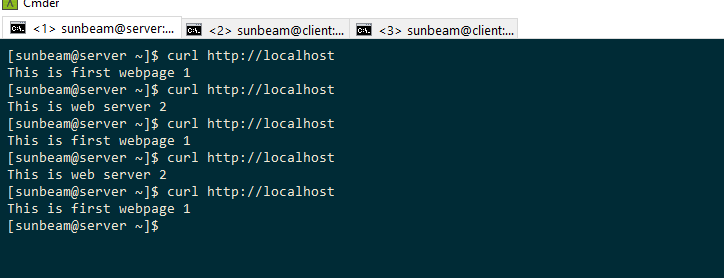 Cmder
<1> sunbeam@server:... <2> sunbeam@client:... <3> sunbeam@client:...
[sunbeam@server ~]$ curl http://localhost
This is first webpage 1
[sunbeam@server ~]$ curl http://localhost
This is web server 2
[sunbeam@server ~]$ curl http://localhost
This is first webpage 1
[sunbeam@server ~]$ curl http://localhost
This is web server 2
[sunbeam@server ~]$ curl http://localhost
This is first webpage 1
[sunbeam@server ~]$